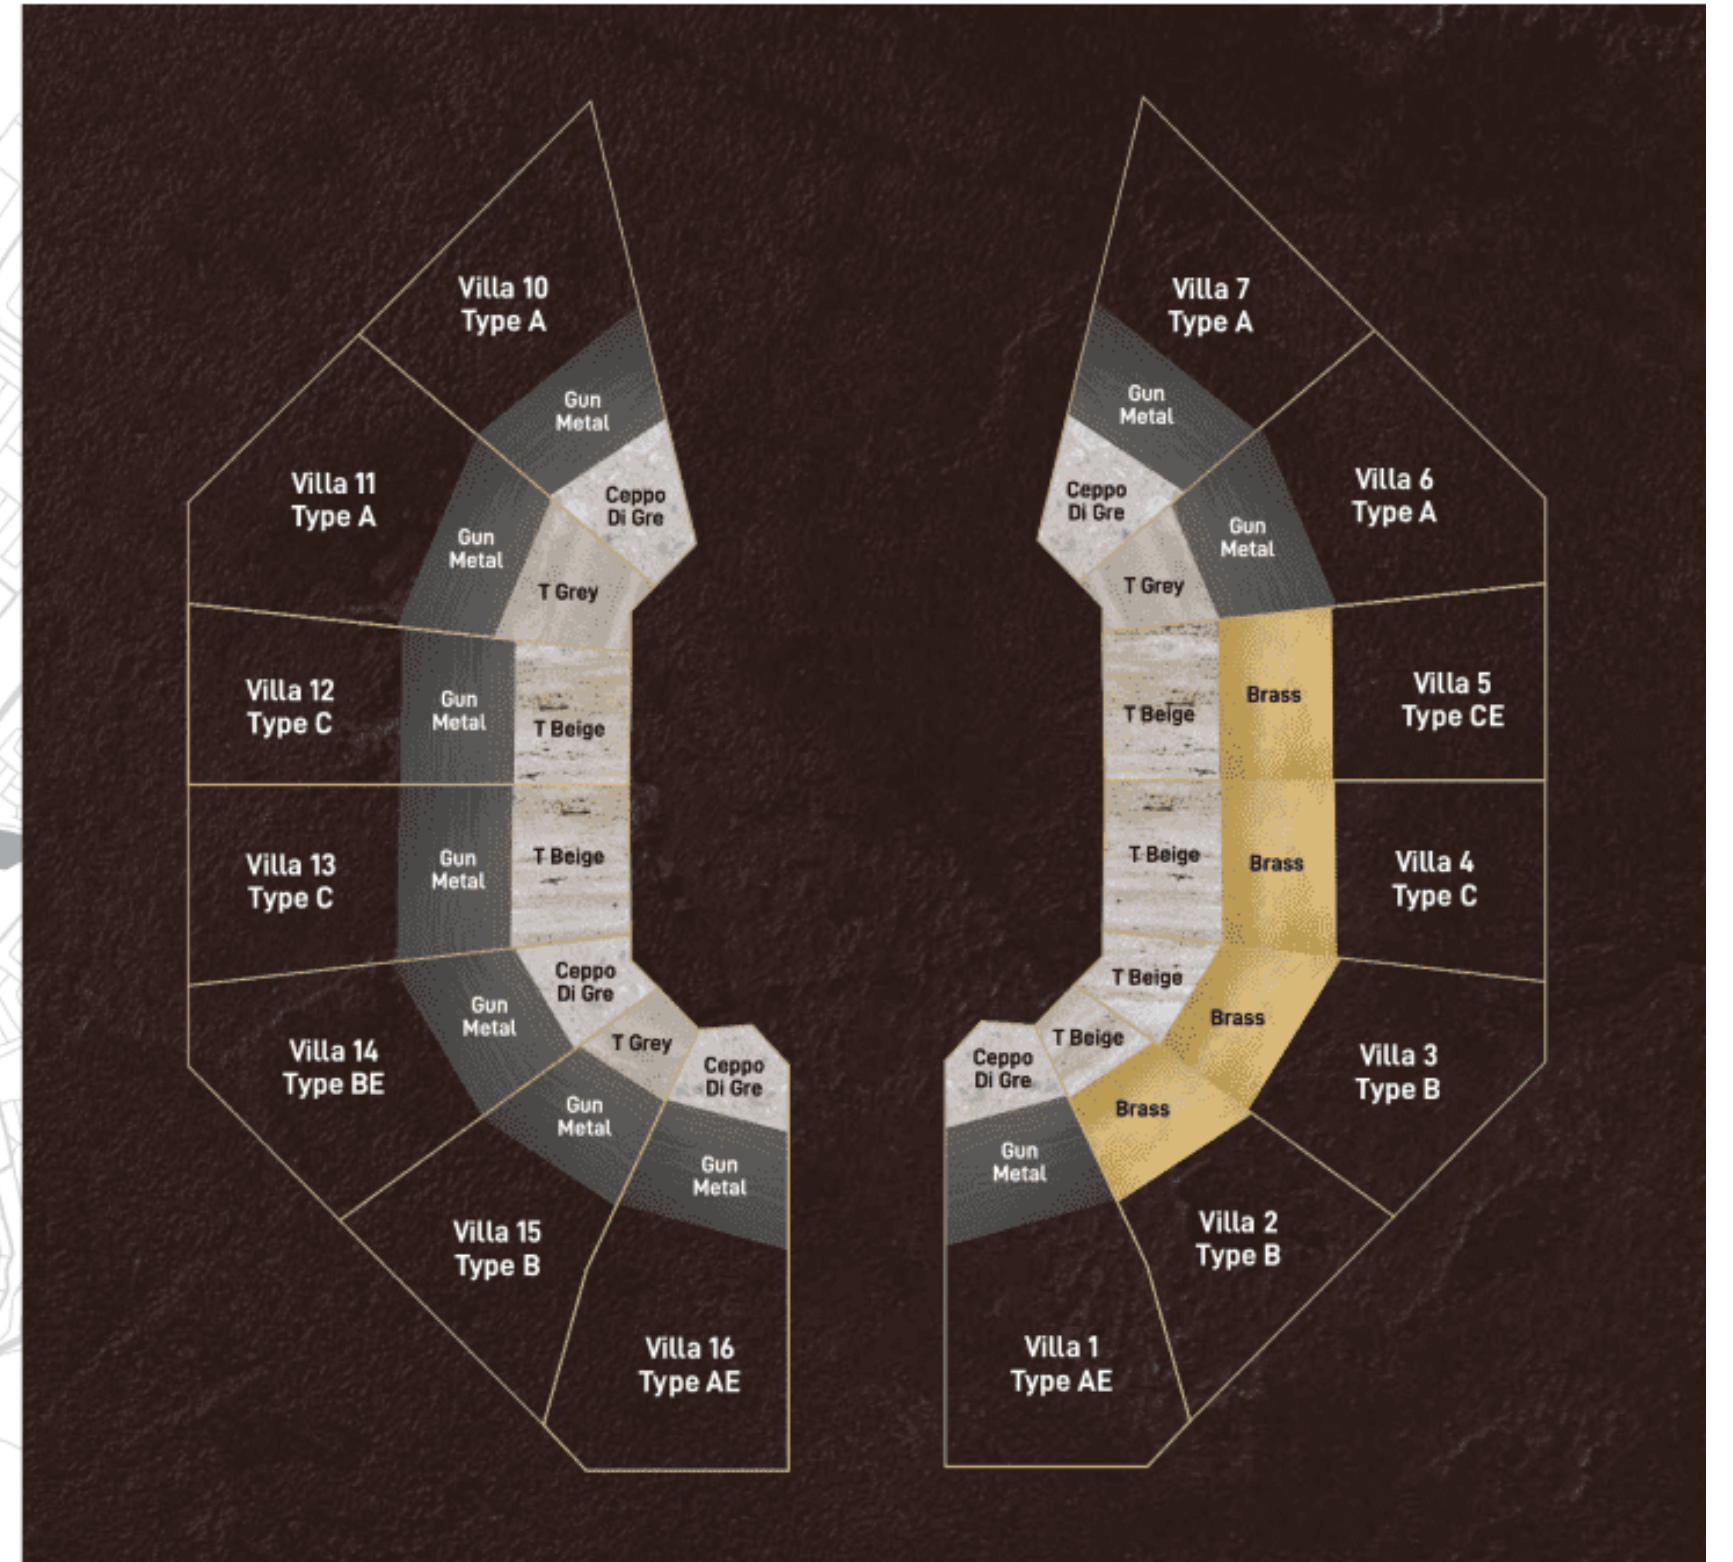 Villa 10
Type A
Gun
Metal
Ceppo
Di Gre
Villa 11
Type A
Gun
Metal
T Grey
Villa 12
Type C
Gun
Metal
T Beige
Villa 13
Type C
Gun
Metal
T Beige
Villa 14
Type BE
Gun
Metal
Ceppo
Di Gre
Villa 15
Type B
Gun
Metal
T Grey
Villa 16
Type AE
Gun
Metal
Ceppo
Di Gre
Villa 7
Type A
Gun
Metal
Ceppo
Di Gre
Villa 6
Type A
Gun
Metal
T Grey
Villa 5
Type CE
Brass
T Beige
Villa 4
Type C
Brass
T Beige
Villa 3
Type B
Brass
T Beige
Villa 2
Type B
Brass
T Beige
Villa 1
Type AE
Gun
Metal
Ceppo
Di Gre